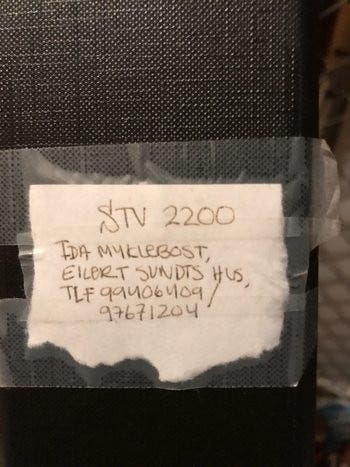 STV 2200
IDA MYKLEBOST,
EILERT SUNDTS HUS,
TLF 99406409/
97671204